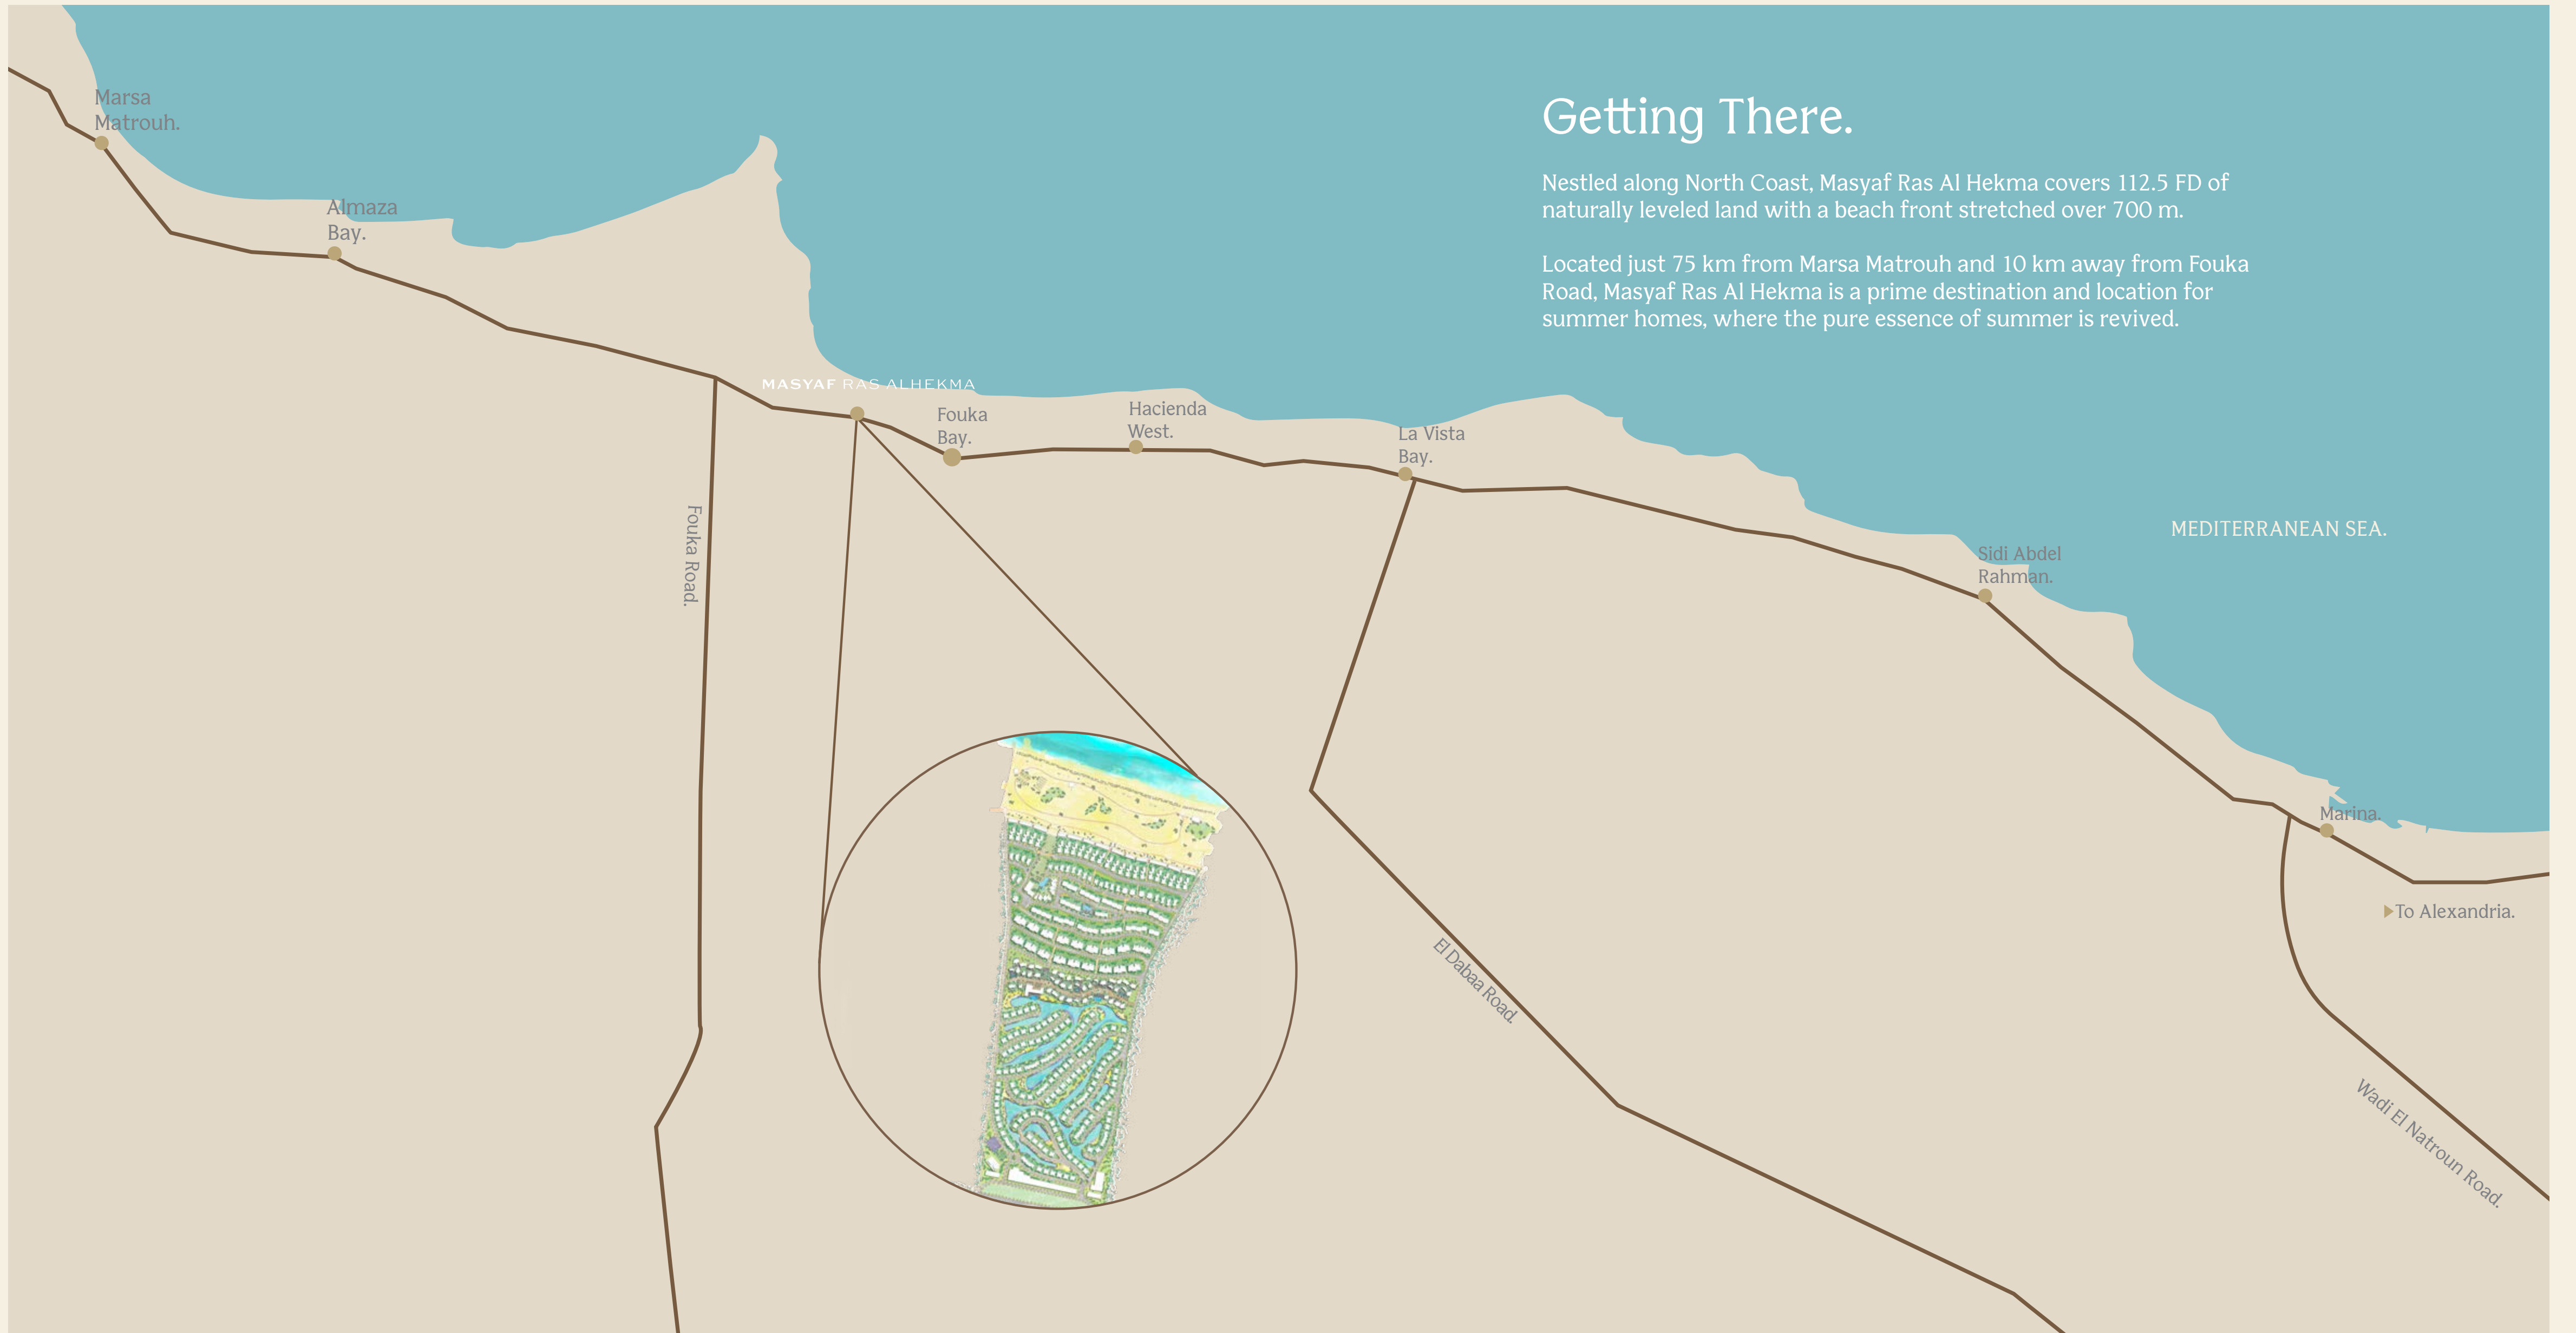 Getting There.
Nestled along North Coast, Masyaf Ras Al Hekma covers 112.5 FD of
naturally leveled land with a beach front stretched over 700 m.
Located just 75 km from Marsa Matrouh and 10 km away from Fouka
Road, Masyaf Ras Al Hekma is a prime destination and location for
summer homes, where the pure essence of summer is revived.
Marsa
Matrouh.
Almaza
Bay.
MASYAF RAS ALHEKMA
Fouka
Bay.
Hacienda
West.
La Vista
Bay.
MEDITERRANEAN SEA.
Sidi Abdel
Rahman.
Fouka Road.
Marina.
To Alexandria.
El Dabaa Road.
Wadi El Natroun Road.